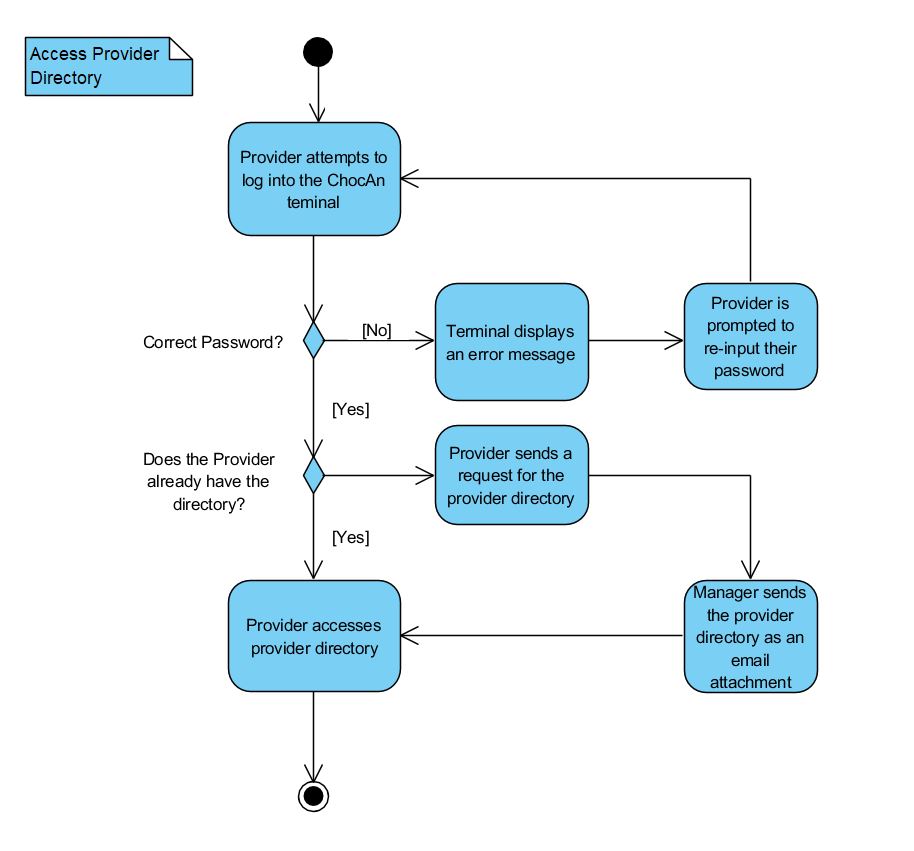 Access Provider
Directory
Provider attempts to
log into the ChocAn
teminal
Correct Password?
[No]
Terminal displays
an error message
Provider is
prompted to
re-input their
password
[Yes]
Does the Provider
already have the
directory?
Provider sends a
request for the
provider directory
[Yes]
Provider accesses
provider directory
Manager sends
the provider
directory as an
email
attachment